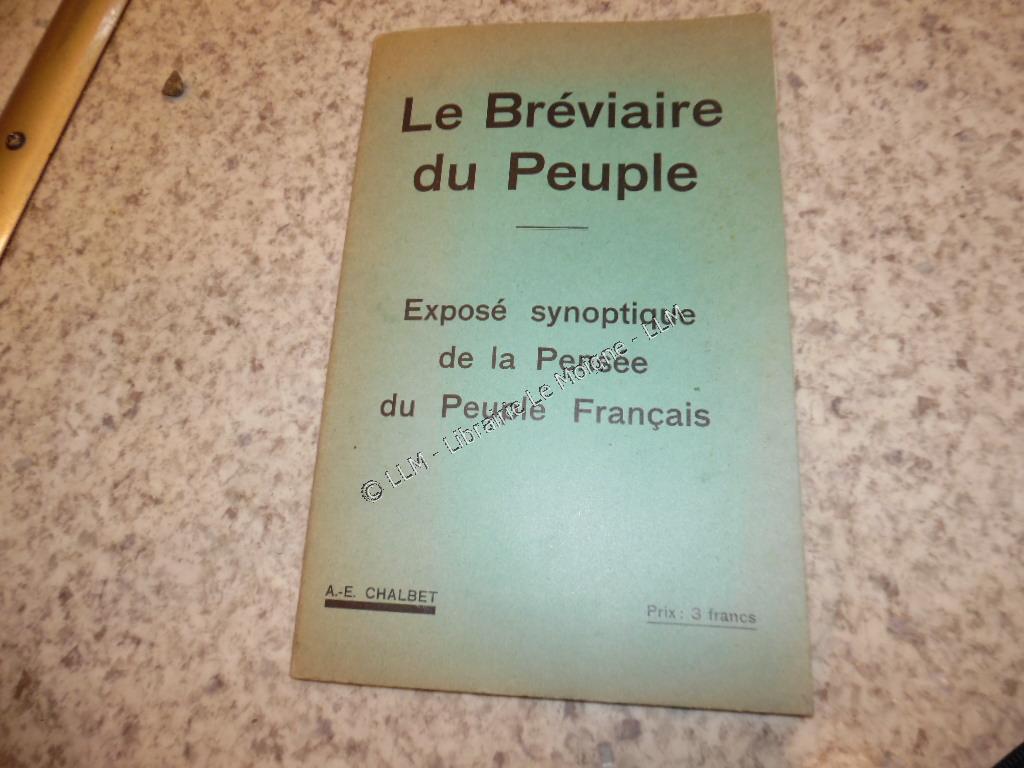 Le Bréviaire
du Peuple
Exposé synoptique
de la Pensée
du Peuple Français
© LLM - Librairie Le Moigne - LLM
A.-E. CHALBET
Prix : 3 francs